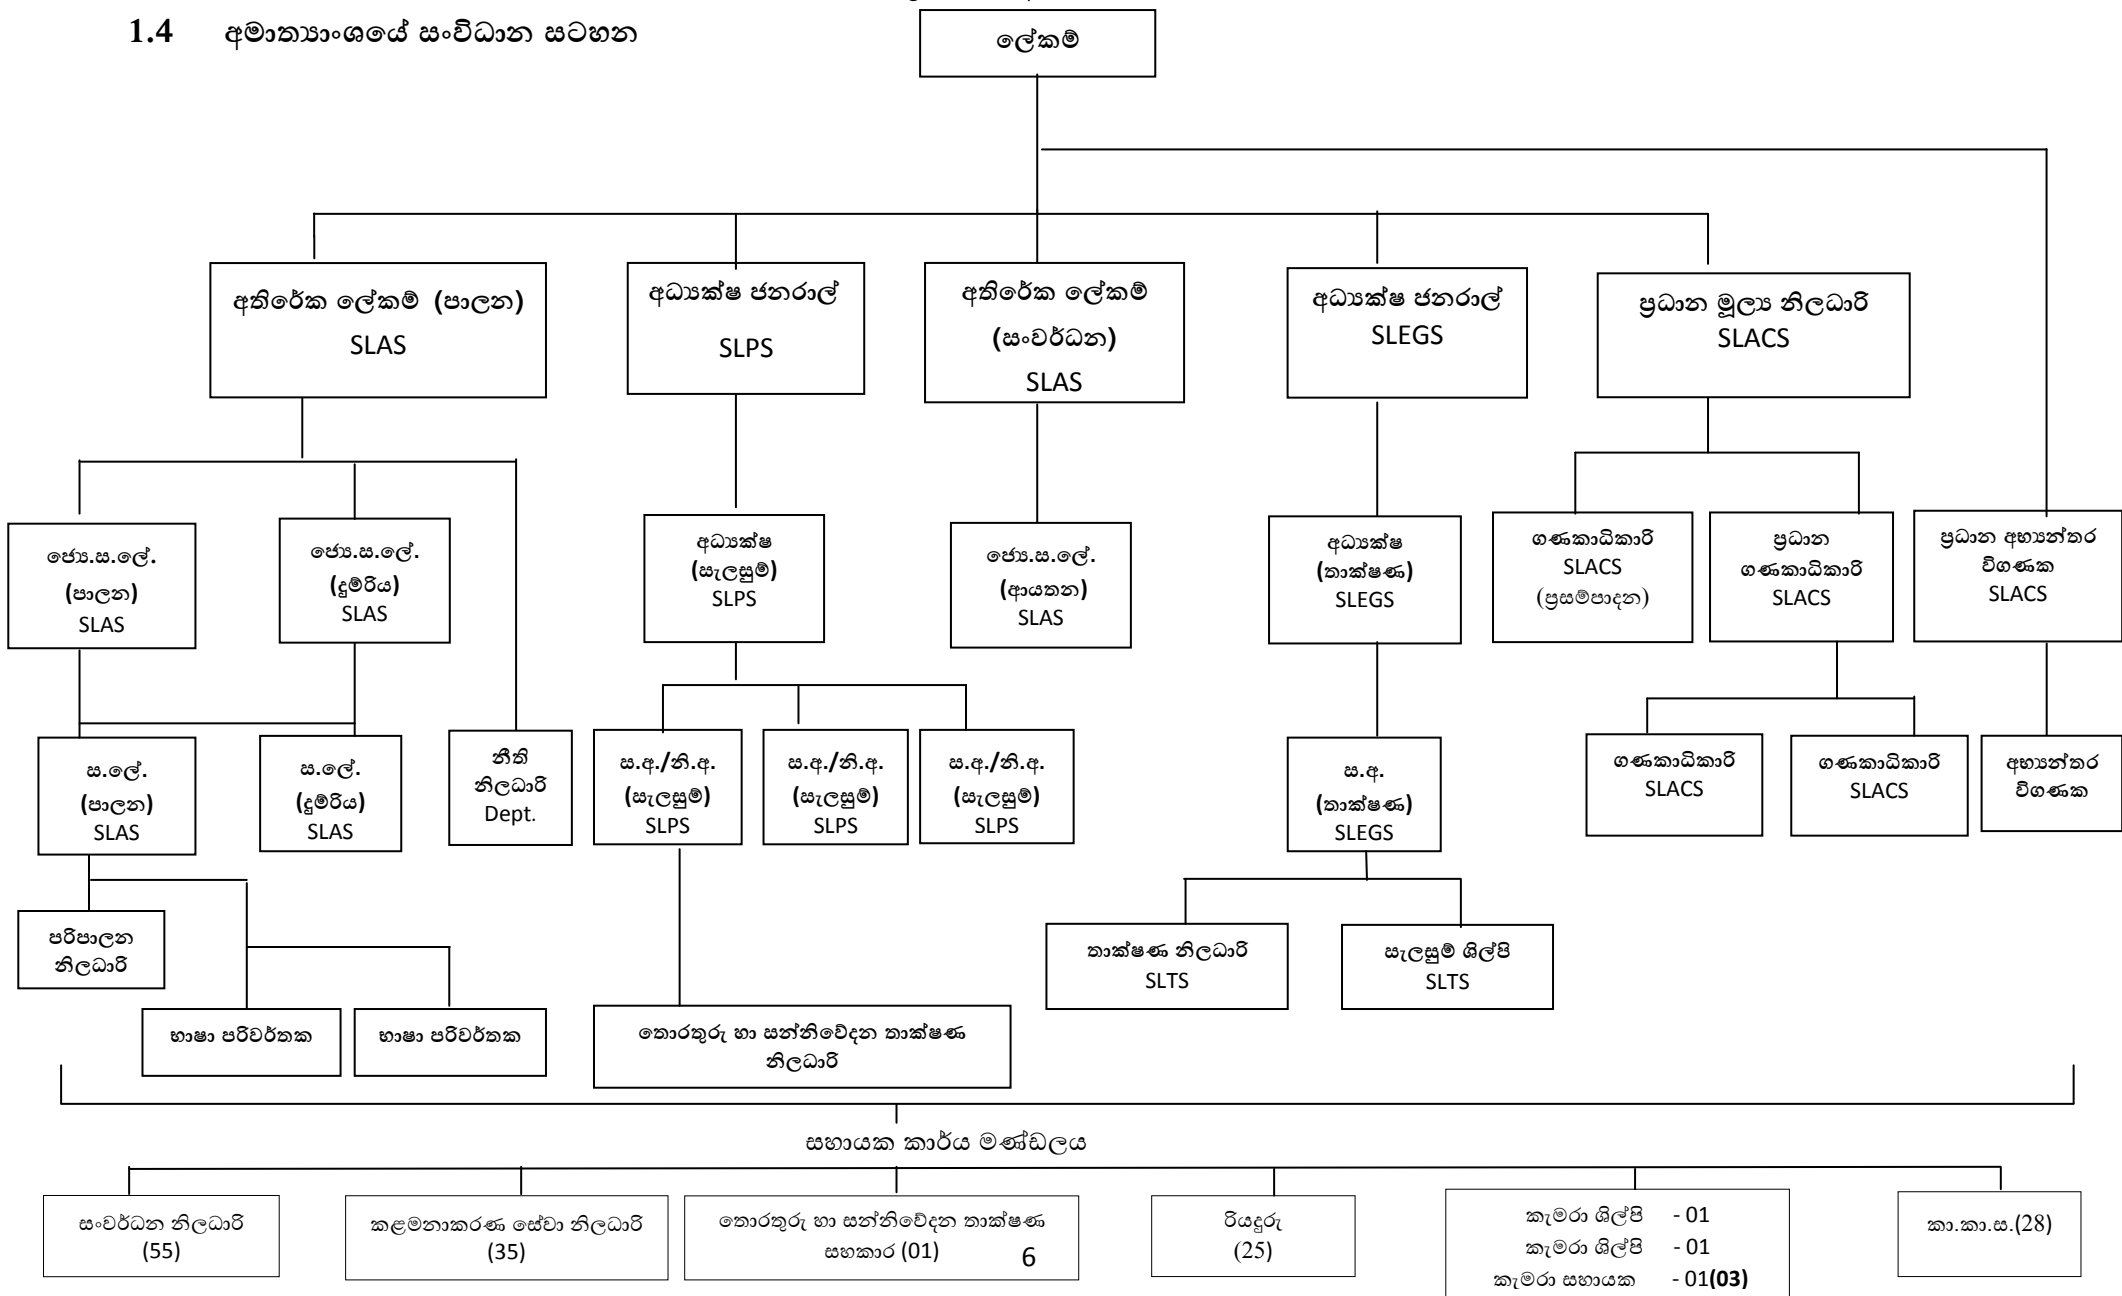 1.4 අමාත්‍යාංශයේ සංවිධාන සටහන
ලේකම්
අතිරේක ලේකම් (පාලන)
SLAS
අධ්‍යක්ෂ ජනරාල්
SLPS
අතිරේක ලේකම්
(සංවර්ධන)
SLAS
අධ්‍යක්ෂ ජනරාල්
SLEGS
ප්‍රධාන මූල්‍ය නිලධාරි
SLACS
ජ්‍යෙ.ස.ලේ.
(පාලන)
SLAS
ජ්‍යෙ.ස.ලේ.
(දුම්රිය)
SLAS
අධ්‍යක්ෂ
(සැලසුම්)
SLPS
ජ්‍යෙ.ස.ලේ.
(ආයතන)
SLAS
අධ්‍යක්ෂ
(තාක්ෂණ)
SLEGS
ගණකාධිකාරි
SLACS
(ප්‍රසම්පාදන)
ප්‍රධාන
ගණකාධිකාරි
SLACS
ප්‍රධාන අභ්‍යන්තර
විගණක
SLACS
ස.ලේ.
(පාලන)
SLAS
ස.ලේ.
(දුම්රිය)
SLAS
නීති
නිලධාරි
Dept.
ස.අ./නි.අ.
(සැලසුම්)
SLPS
ස.අ./නි.අ.
(සැලසුම්)
SLPS
ස.අ./නි.අ.
(සැලසුම්)
SLPS
ස.අ.
(තාක්ෂණ)
SLEGS
ගණකාධිකාරි
SLACS
ගණකාධිකාරි
SLACS
අභ්‍යන්තර
විගණක
පරිපාලන
නිලධාරි
තාක්ෂණ නිලධාරි
SLTS
සැලසුම් ශිල්පි
SLTS
භාෂා පරිවර්තක
භාෂා පරිවර්තක
තොරතුරු හා සන්නිවේදන තාක්ෂණ
නිලධාරි
සහායක කාර්ය මණ්ඩලය
සංවර්ධන නිලධාරි
(55)
කළමනාකරණ සේවා නිලධාරි
(35)
තොරතුරු හා සන්නිවේදන තාක්ෂණ
සහකාර (01)
6
රියදුරු
(25)
කැමරා ශිල්පි - 01
කැමරා ශිල්පි - 01
කැමරා සහායක - 01(03)
කා.කා.ස.(28)